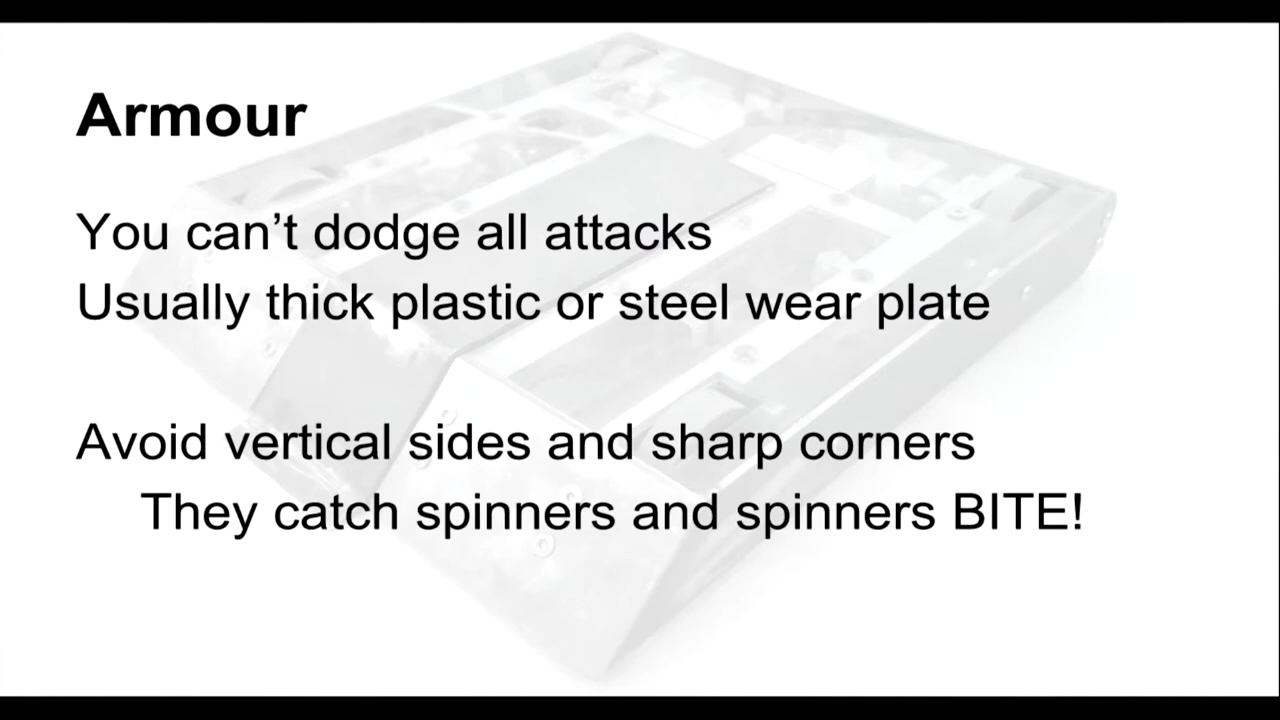 Armour
You can’t dodge all attacks
Usually thick plastic or steel wear plate
Avoid vertical sides and sharp corners
They catch spinners and spinners BITE!